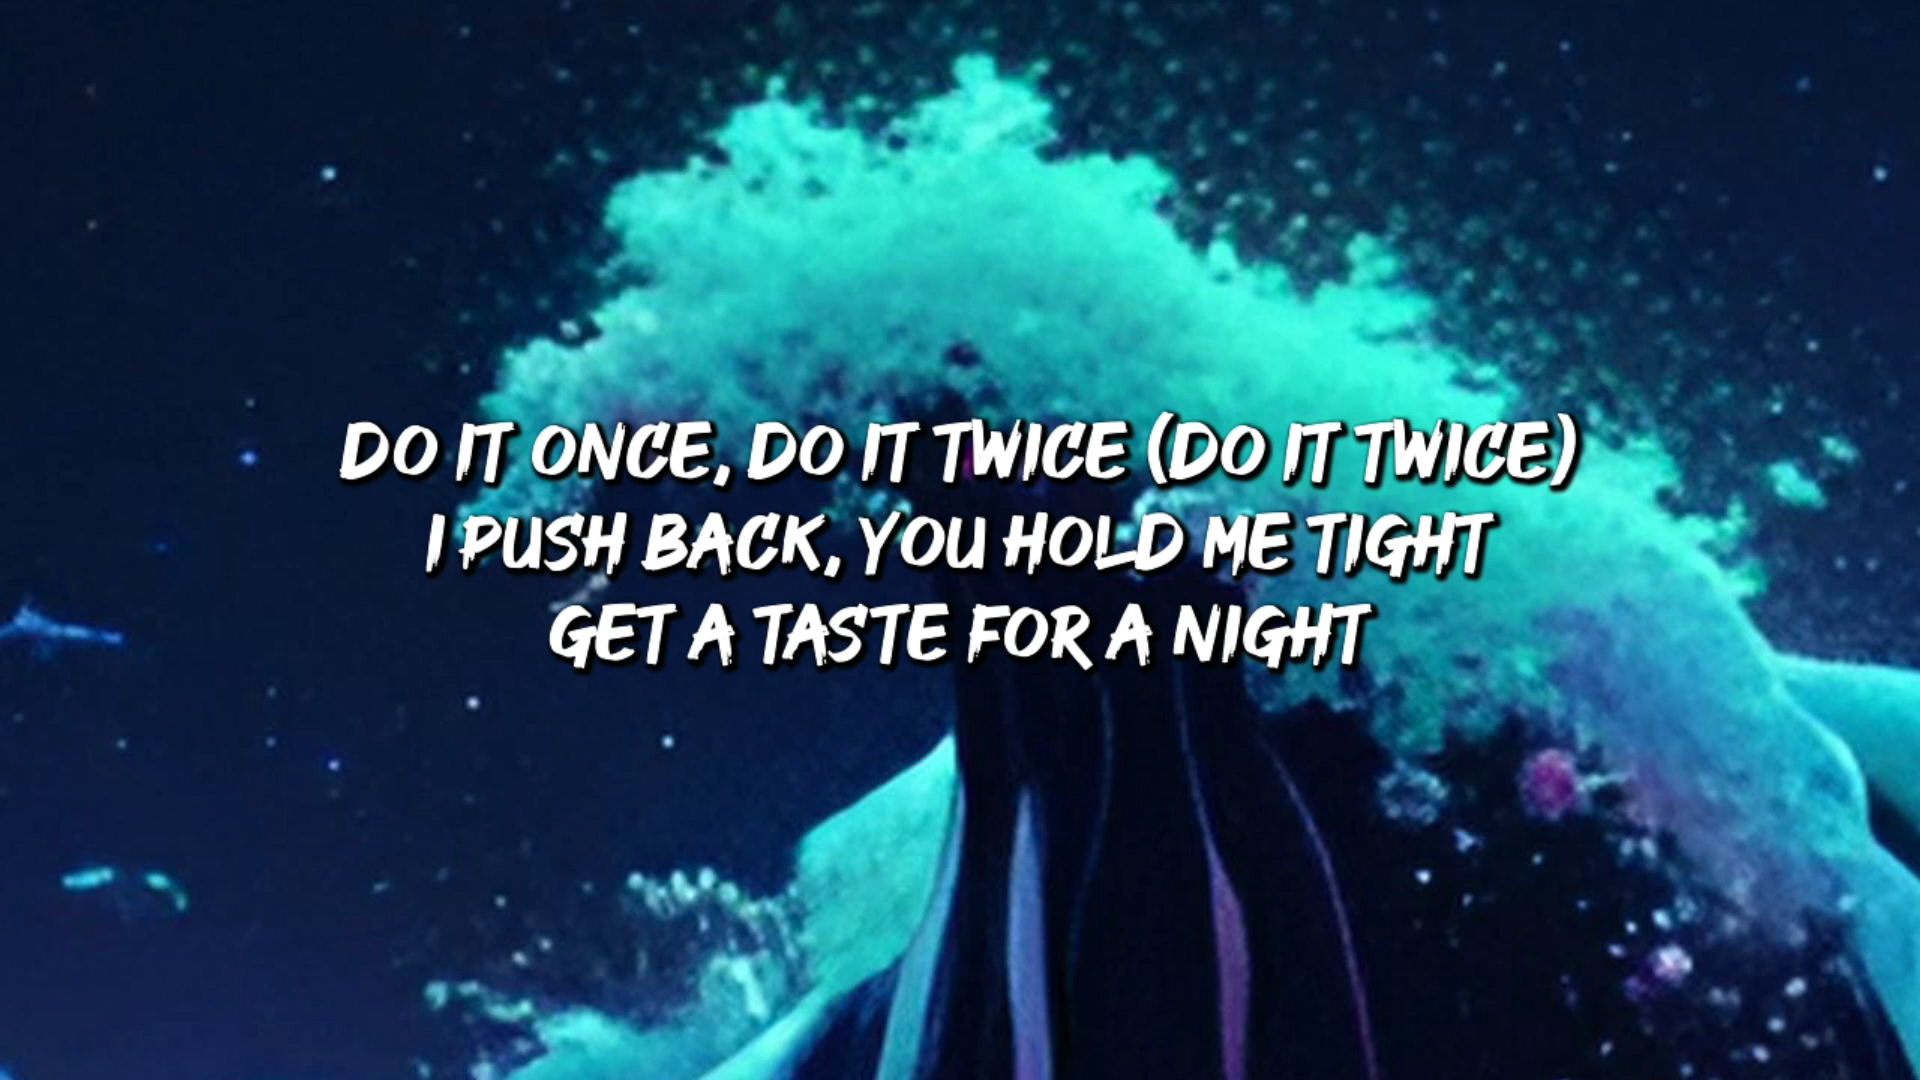 DO IT ONCE, DO IT TWICE (DO IT TWICE)
I PUSH BACK, YOU HOLD ME TIGHT
GET A TASTE FOR A NIGHT